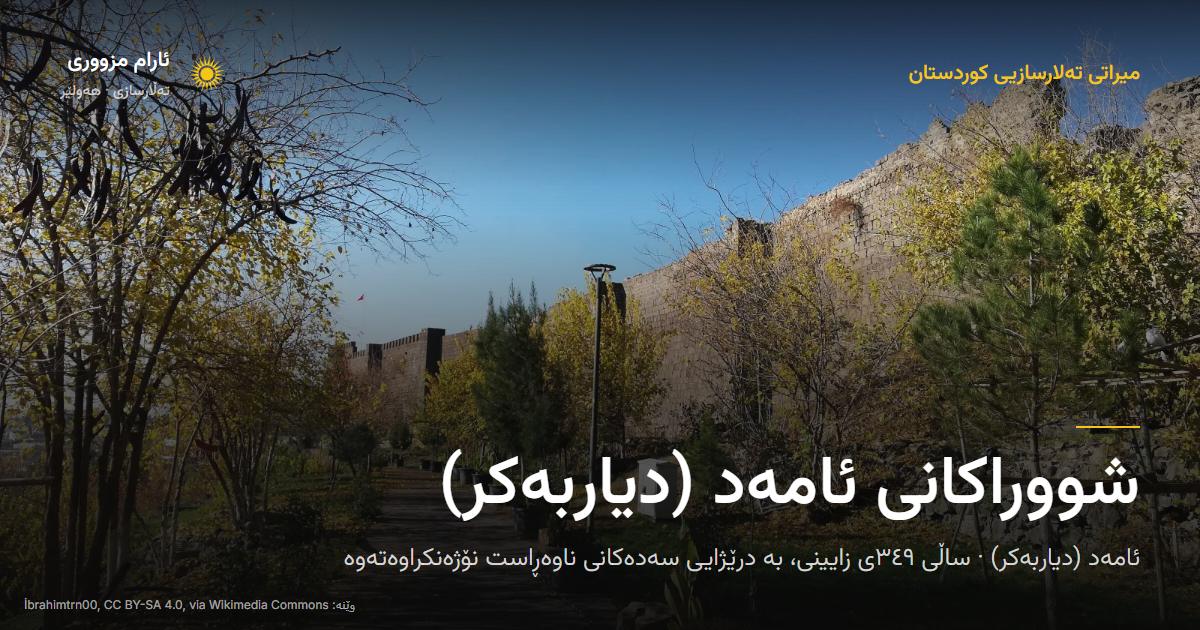 میراتی تەلارسازیی کوردستان
ئارام مزووری
تەلارسازی · هەولێر
شووراکانی ئامەد (دیاربەکر)
ئامەد (دیاربەکر) · ساڵی ٣٤٩ی زایینی، بە درێژایی سەدەکانی ناوەڕاست نۆژەنکراوەتەوە
وێنە: İbrahimtrn00, CC BY-SA 4.0, via Wikimedia Commons